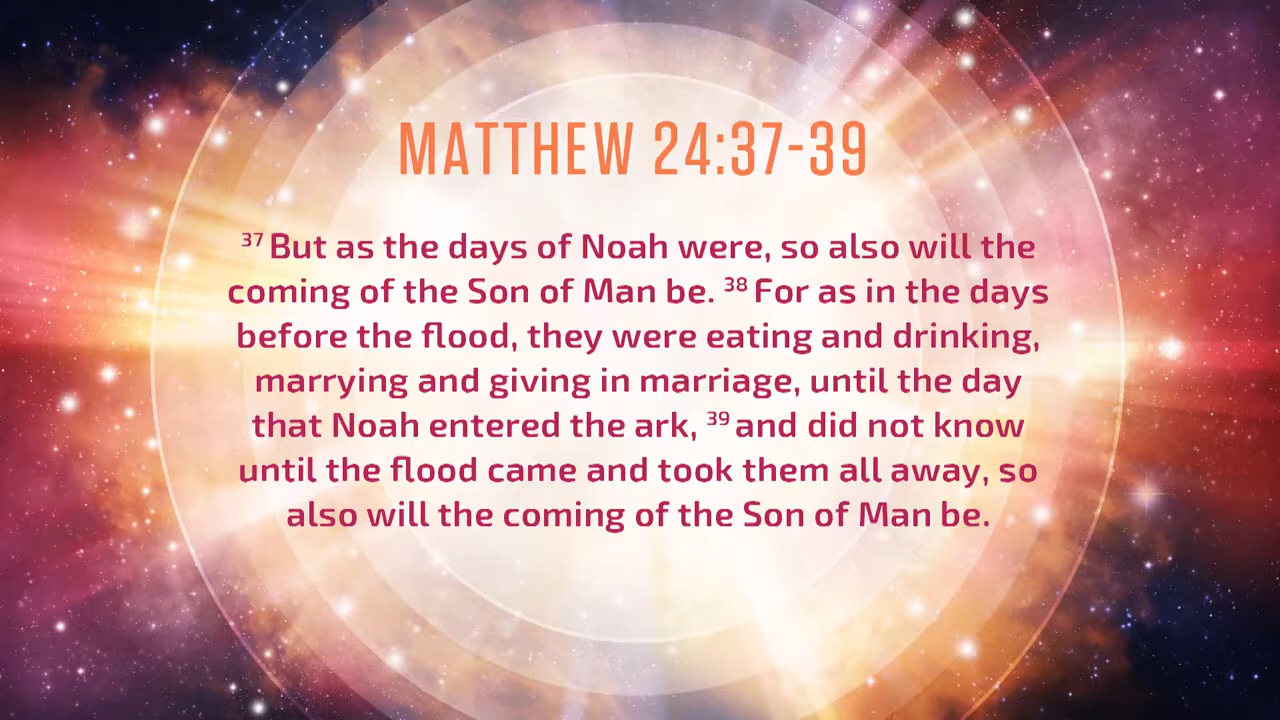 MATTHEW 24:37-39
37 But as the days of Noah were, so also will the
coming of the Son of Man be. 38 For as in the days
before the flood, they were eating and drinking,
marrying and giving in marriage, until the day
that Noah entered the ark, 39 and did not know
until the flood came and took them all away, so
also will the coming of the Son of Man be.